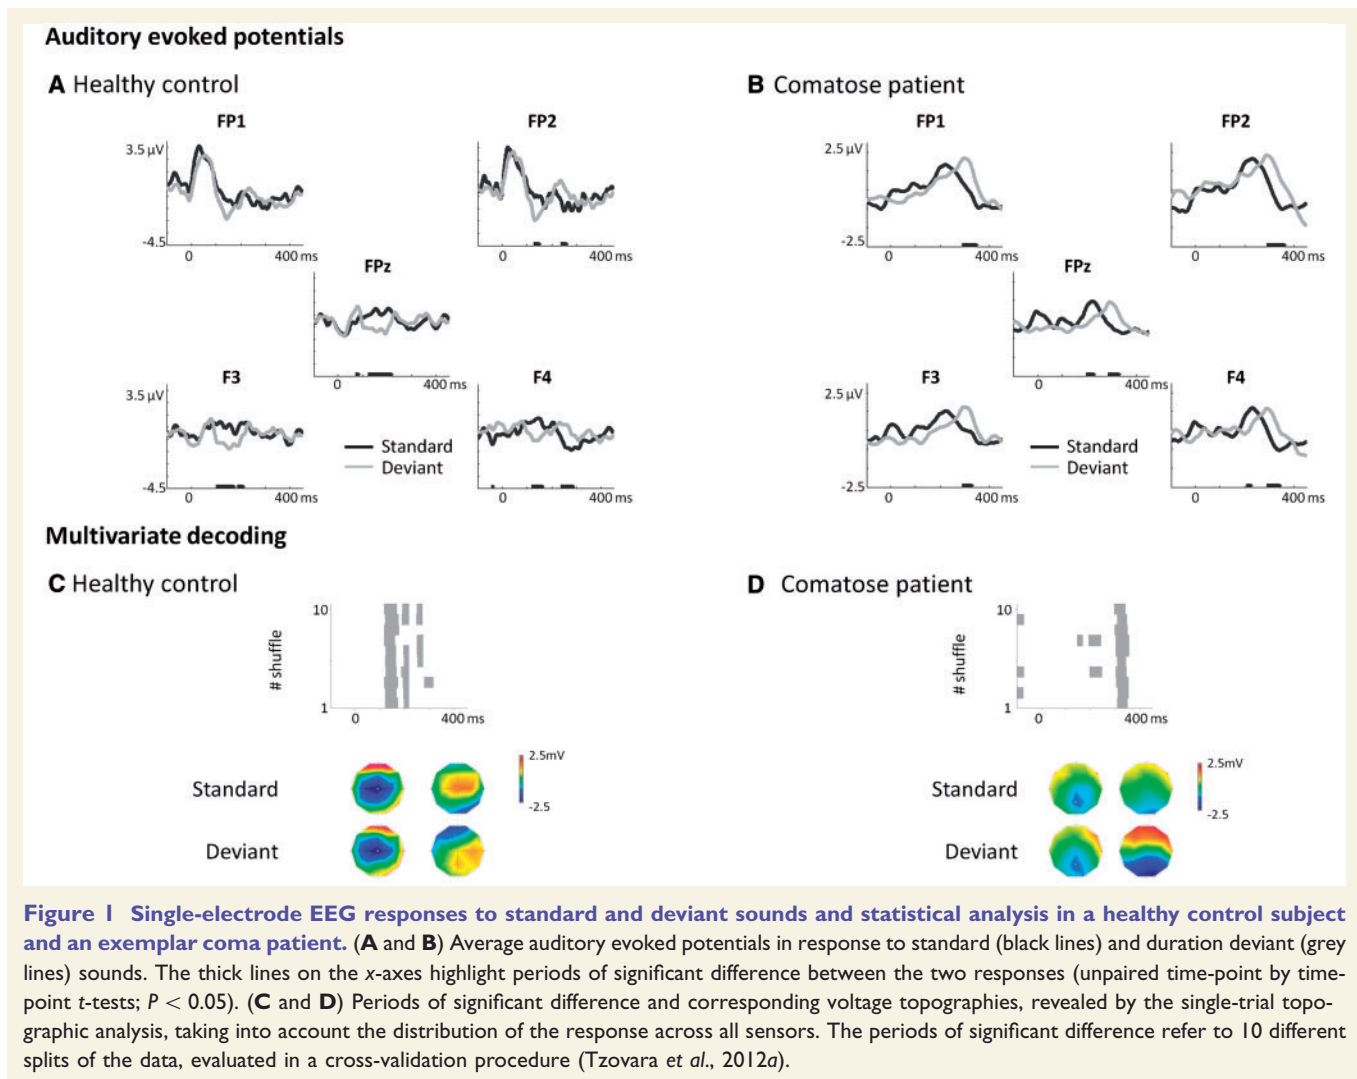 Auditory evoked potentials
A Healthy control
B Comatose patient
FP1
FP2
FP1
FP2
3.5 µV
-4.5
0
400 ms
0
400 ms
2.5 µV
-2.5
0
400 ms
0
400 ms
FPz
FPz
0
400 ms
0
400 ms
F3
F4
F3
F4
3.5 µV
-4.5
0
400 ms
0
400 ms
Standard
Deviant
2.5 µV
-2.5
0
400 ms
0
400 ms
Standard
Deviant
Multivariate decoding
C Healthy control
D Comatose patient
10
# shuffle
1
0
400 ms
10
# shuffle
1
0
400 ms
Standard
2.5mV
-2.5
Deviant
Standard
2.5mV
-2.5
Deviant
Figure 1 Single-electrode EEG responses to standard and deviant sounds and statistical analysis in a healthy control subject
and an exemplar coma patient. (A and B) Average auditory evoked potentials in response to standard (black lines) and duration deviant (grey
lines) sounds. The thick lines on the x-axes highlight periods of significant difference between the two responses (unpaired time-point by time-
point t-tests; P < 0.05). (C and D) Periods of significant difference and corresponding voltage topographies, revealed by the single-trial topo-
graphic analysis, taking into account the distribution of the response across all sensors. The periods of significant difference refer to 10 different
splits of the data, evaluated in a cross-validation procedure (Tzovara et al., 2012a).